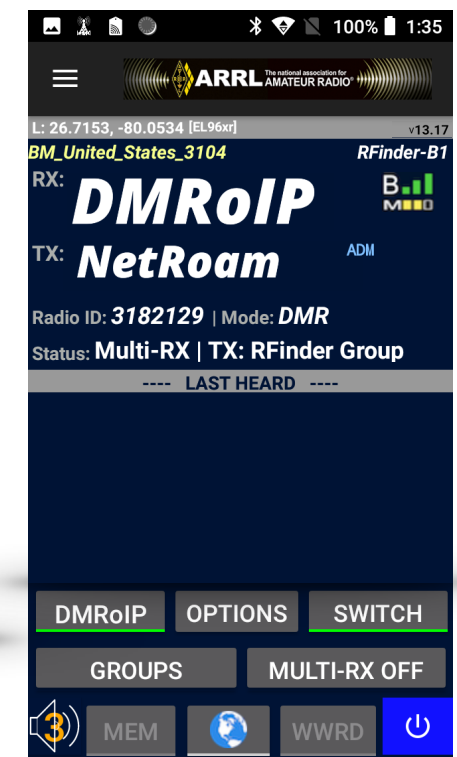 100% 1:35
ARRL The national association for AMATEUR RADIO®
L: 26.7153, -80.0534 [EL96xr] v13.17
BM_United_States_3104 RFinder-B1
RX: DMRoIP B
M O
TX: NetRoam ADM
Radio ID: 3182129 | Mode: DMR
Status: Multi-RX | TX: RFinder Group
---- LAST HEARD ----
DMRoIP OPTIONS SWITCH
GROUPS MULTI-RX OFF
3 MEM WWRD